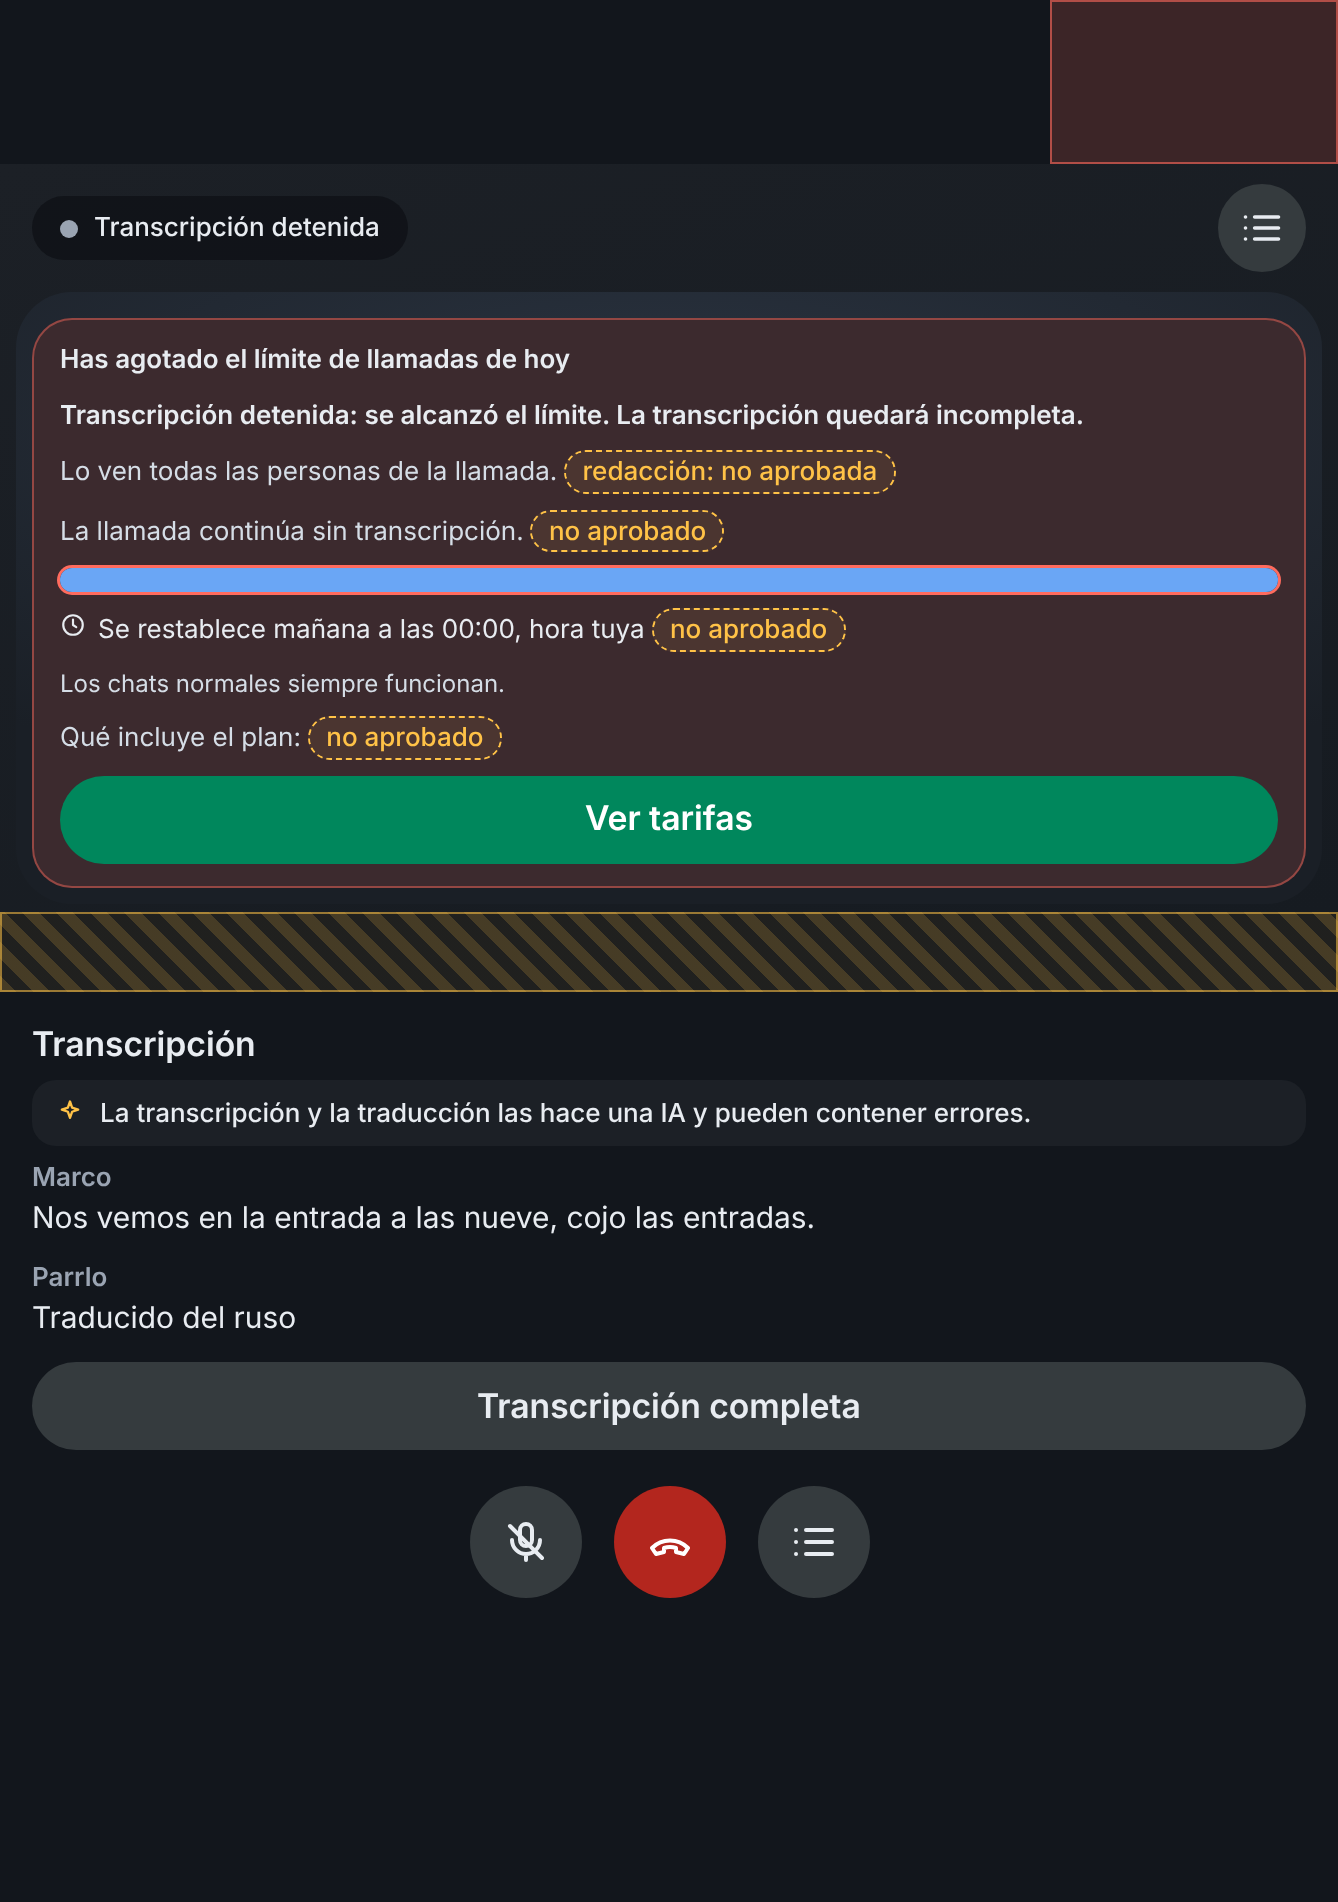 Transcripción detenida
Has agotado el límite de llamadas de hoy
Transcripción detenida: se alcanzó el límite. La transcripción quedará incompleta.
Lo ven todas las personas de la llamada. redacción: no aprobada
La llamada continúa sin transcripción. no aprobado
Se restablece mañana a las 00:00, hora tuya no aprobado
Los chats normales siempre funcionan.
Qué incluye el plan: no aprobado
Ver tarifas
Transcripción
La transcripción y la traducción las hace una IA y pueden contener errores.
Marco
Nos vemos en la entrada a las nueve, cojo las entradas.
Parrlo
Traducido del ruso
Transcripción completa